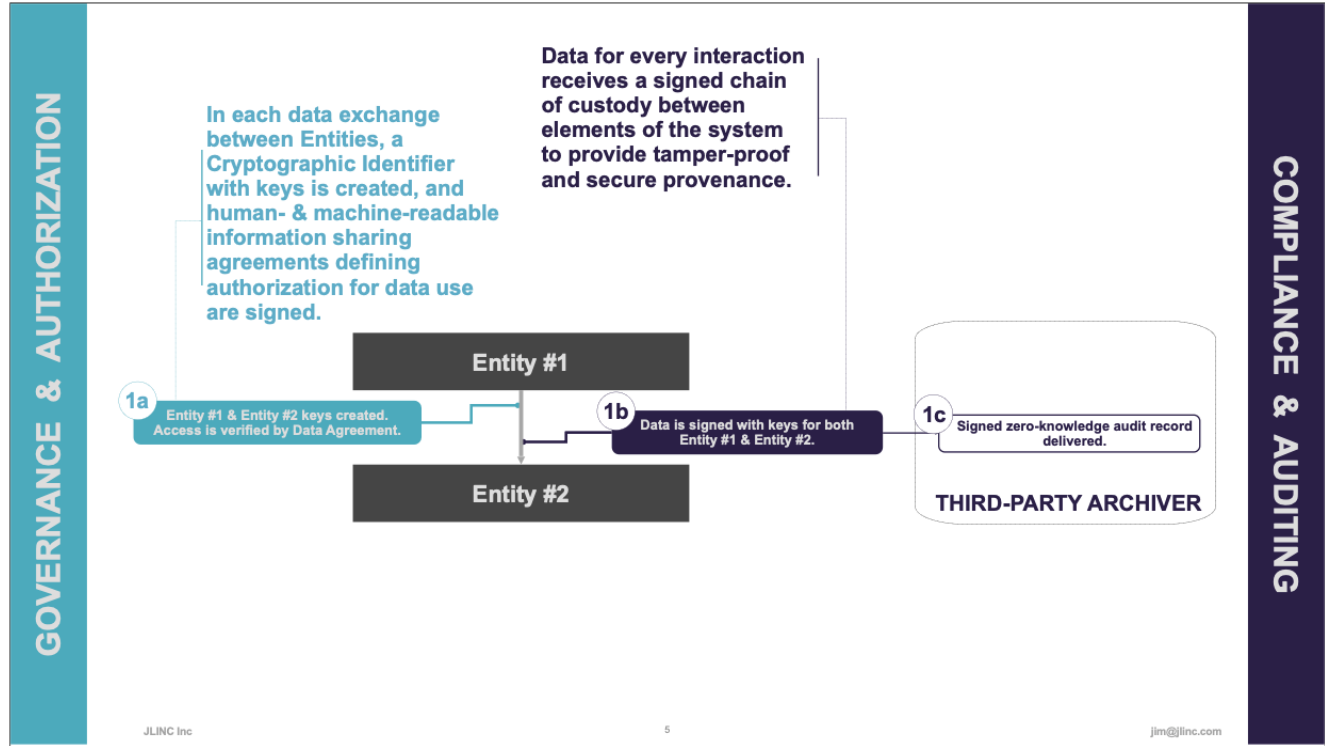 GOVERNANCE & AUTHORIZATION
In each data exchange
between Entities, a
Cryptographic Identifier
with keys is created, and
human- & machine-readable
information sharing
agreements defining
authorization for data use
are signed.
Data for every interaction
receives a signed chain
of custody between
elements of the system
to provide tamper-proof
and secure provenance.
Entity #1
1a
Entity #1 & Entity #2 keys created.
Access is verified by Data Agreement.
1b
Data is signed with keys for both
Entity #1 & Entity #2.
1c
Signed zero-knowledge audit record
delivered.
Entity #2
THIRD-PARTY ARCHIVER
COMPLIANCE & AUDITING
JLINC Inc
5
jim@jlinc.com